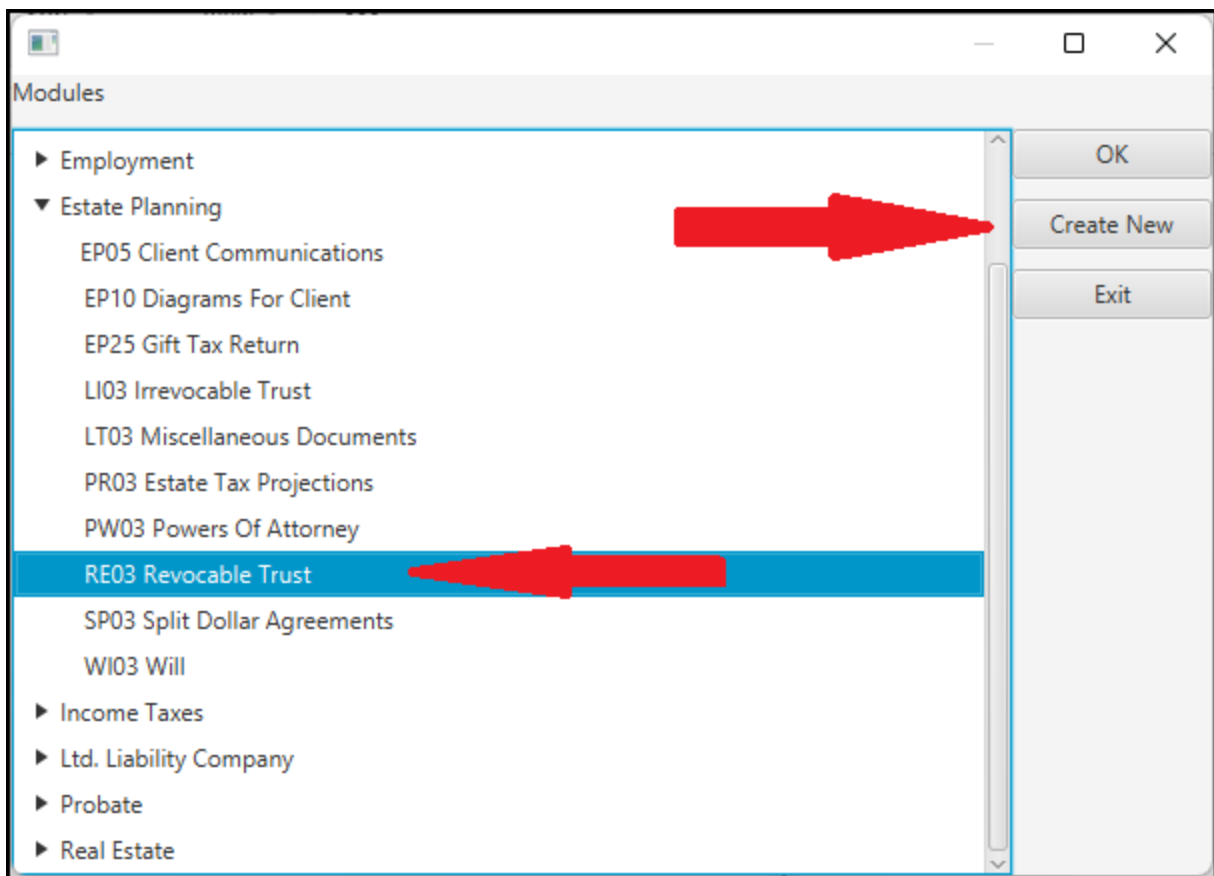 Modules
Employment
Estate Planning
EP05 Client Communications
EP10 Diagrams For Client
EP25 Gift Tax Return
LI03 Irrevocable Trust
LT03 Miscellaneous Documents
PR03 Estate Tax Projections
PW03 Powers Of Attorney
RE03 Revocable Trust
SP03 Split Dollar Agreements
WI03 Will
Income Taxes
Ltd. Liability Company
Probate
Real Estate
OK
Create New
Exit